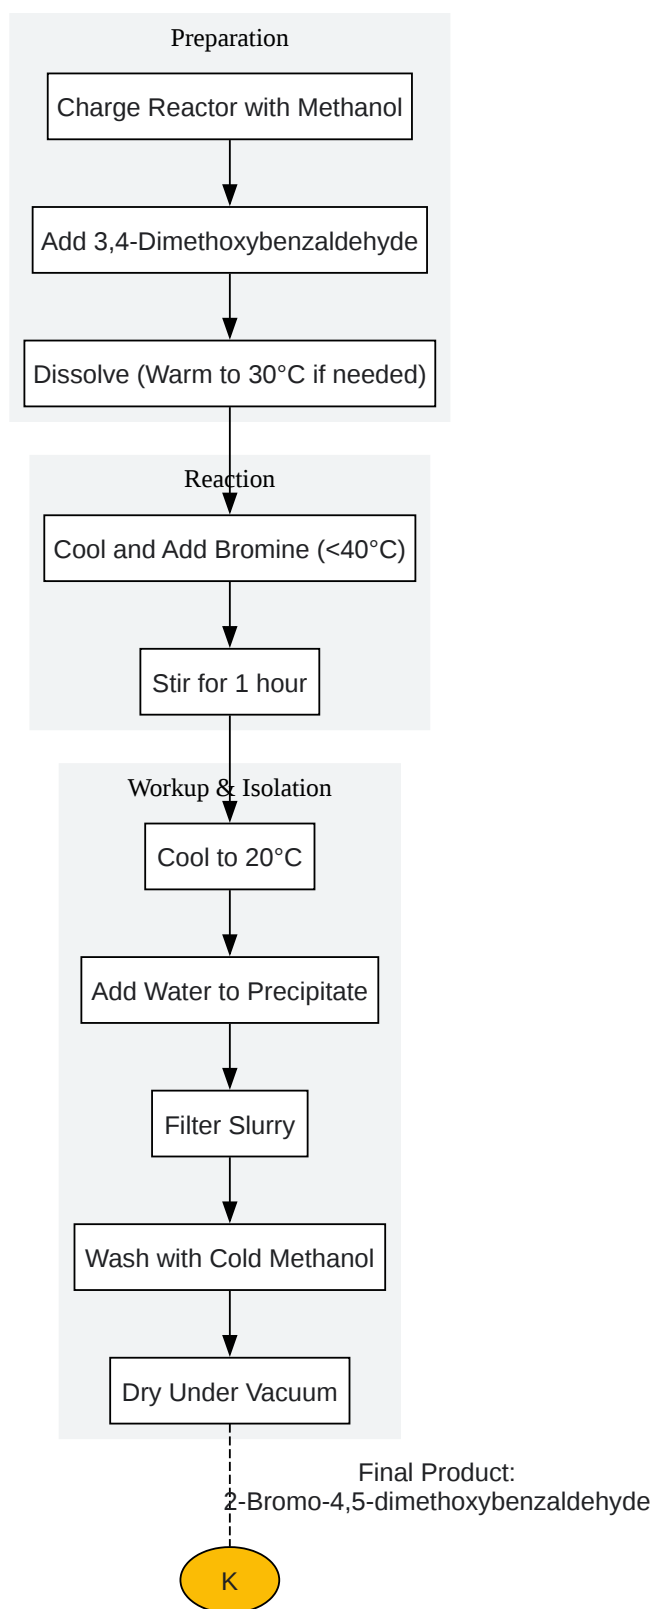 Preparation
Charge Reactor with Methanol
Add 3,4-Dimethoxybenzaldehyde
Dissolve (Warm to 30°C if needed)
Reaction
Cool and Add Bromine (<40°C)
Stir for 1 hour
Workup & Isolation
Cool to 20°C
Add Water to Precipitate
Filter Slurry
Wash with Cold Methanol
Dry Under Vacuum
Final Product:
2-Bromo-4,5-dimethoxybenzaldehyde
K